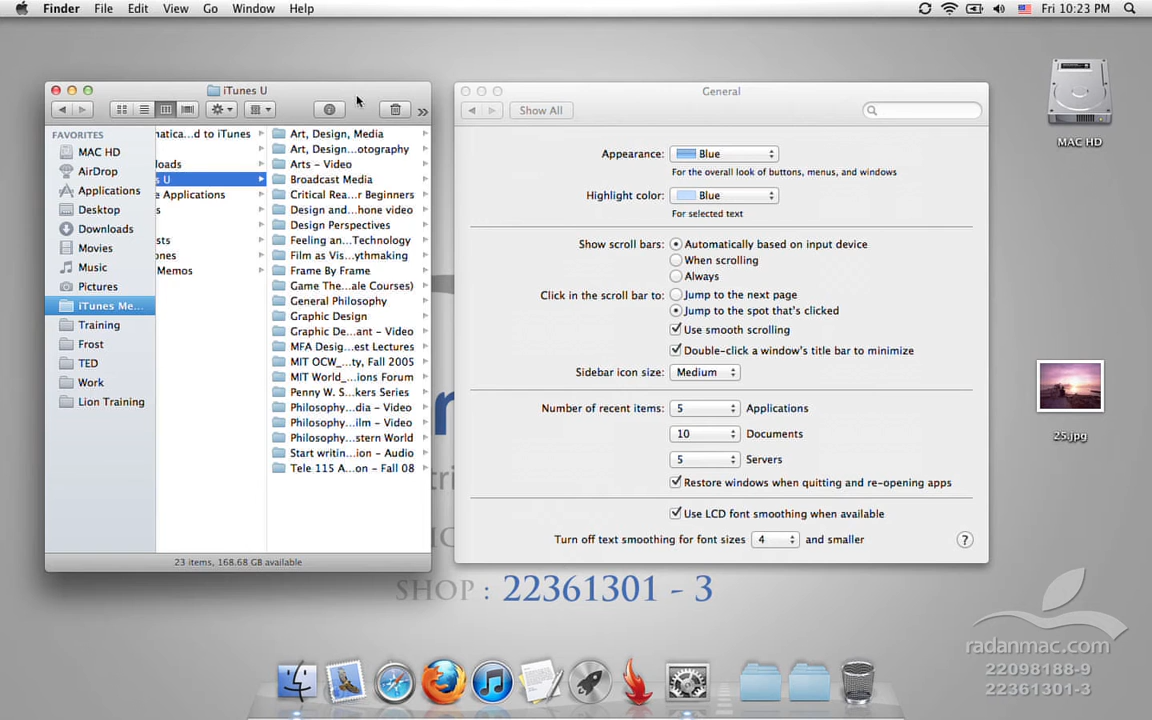 Finder File Edit View Go Window Help Fri 10:23 PM
iTunes U
FAVORITES
MAC HD
AirDrop
Applications
Desktop
Downloads
Movies
Music
Pictures
iTunes Me...
Training
Frost
TED
Work
Lion Training
matica...d to iTunes
loads
s U
e Applications
s
sts
ones
Memos
Art, Design, Media
Art, Design...otography
Arts - Video
Broadcast Media
Critical Rea...r Beginners
Design and...hone video
Design Perspectives
Feeling an...Technology
Film as Vis...ythmaking
Frame By Frame
Game The...ale Courses)
General Philosophy
Graphic Design
Graphic De...ant - Video
MFA Desig...est Lectures
MIT OCW_...ty, Fall 2005
MIT World_...ions Forum
Penny W. S...kers Series
Philosophy...dia - Video
Philosophy...ilm - Video
Philosophy...stern World
Start writin...ion - Audio
Tele 115 A...on - Fall 08
23 items, 168.68 GB available
General
Show All
Appearance: Blue
For the overall look of buttons, menus, and windows
Highlight color: Blue
For selected text
Show scroll bars: Automatically based on input device
When scrolling
Always
Click in the scroll bar to: Jump to the next page
Jump to the spot that's clicked
Use smooth scrolling
Double-click a window's title bar to minimize
Sidebar icon size: Medium
Number of recent items: 5 Applications
10 Documents
5 Servers
Restore windows when quitting and re-opening apps
Use LCD font smoothing when available
Turn off text smoothing for font sizes 4 and smaller
?
MAC HD
25.jpg
SHOP : 22361301 - 3
radanmac.com
22098188-9
22361301-3